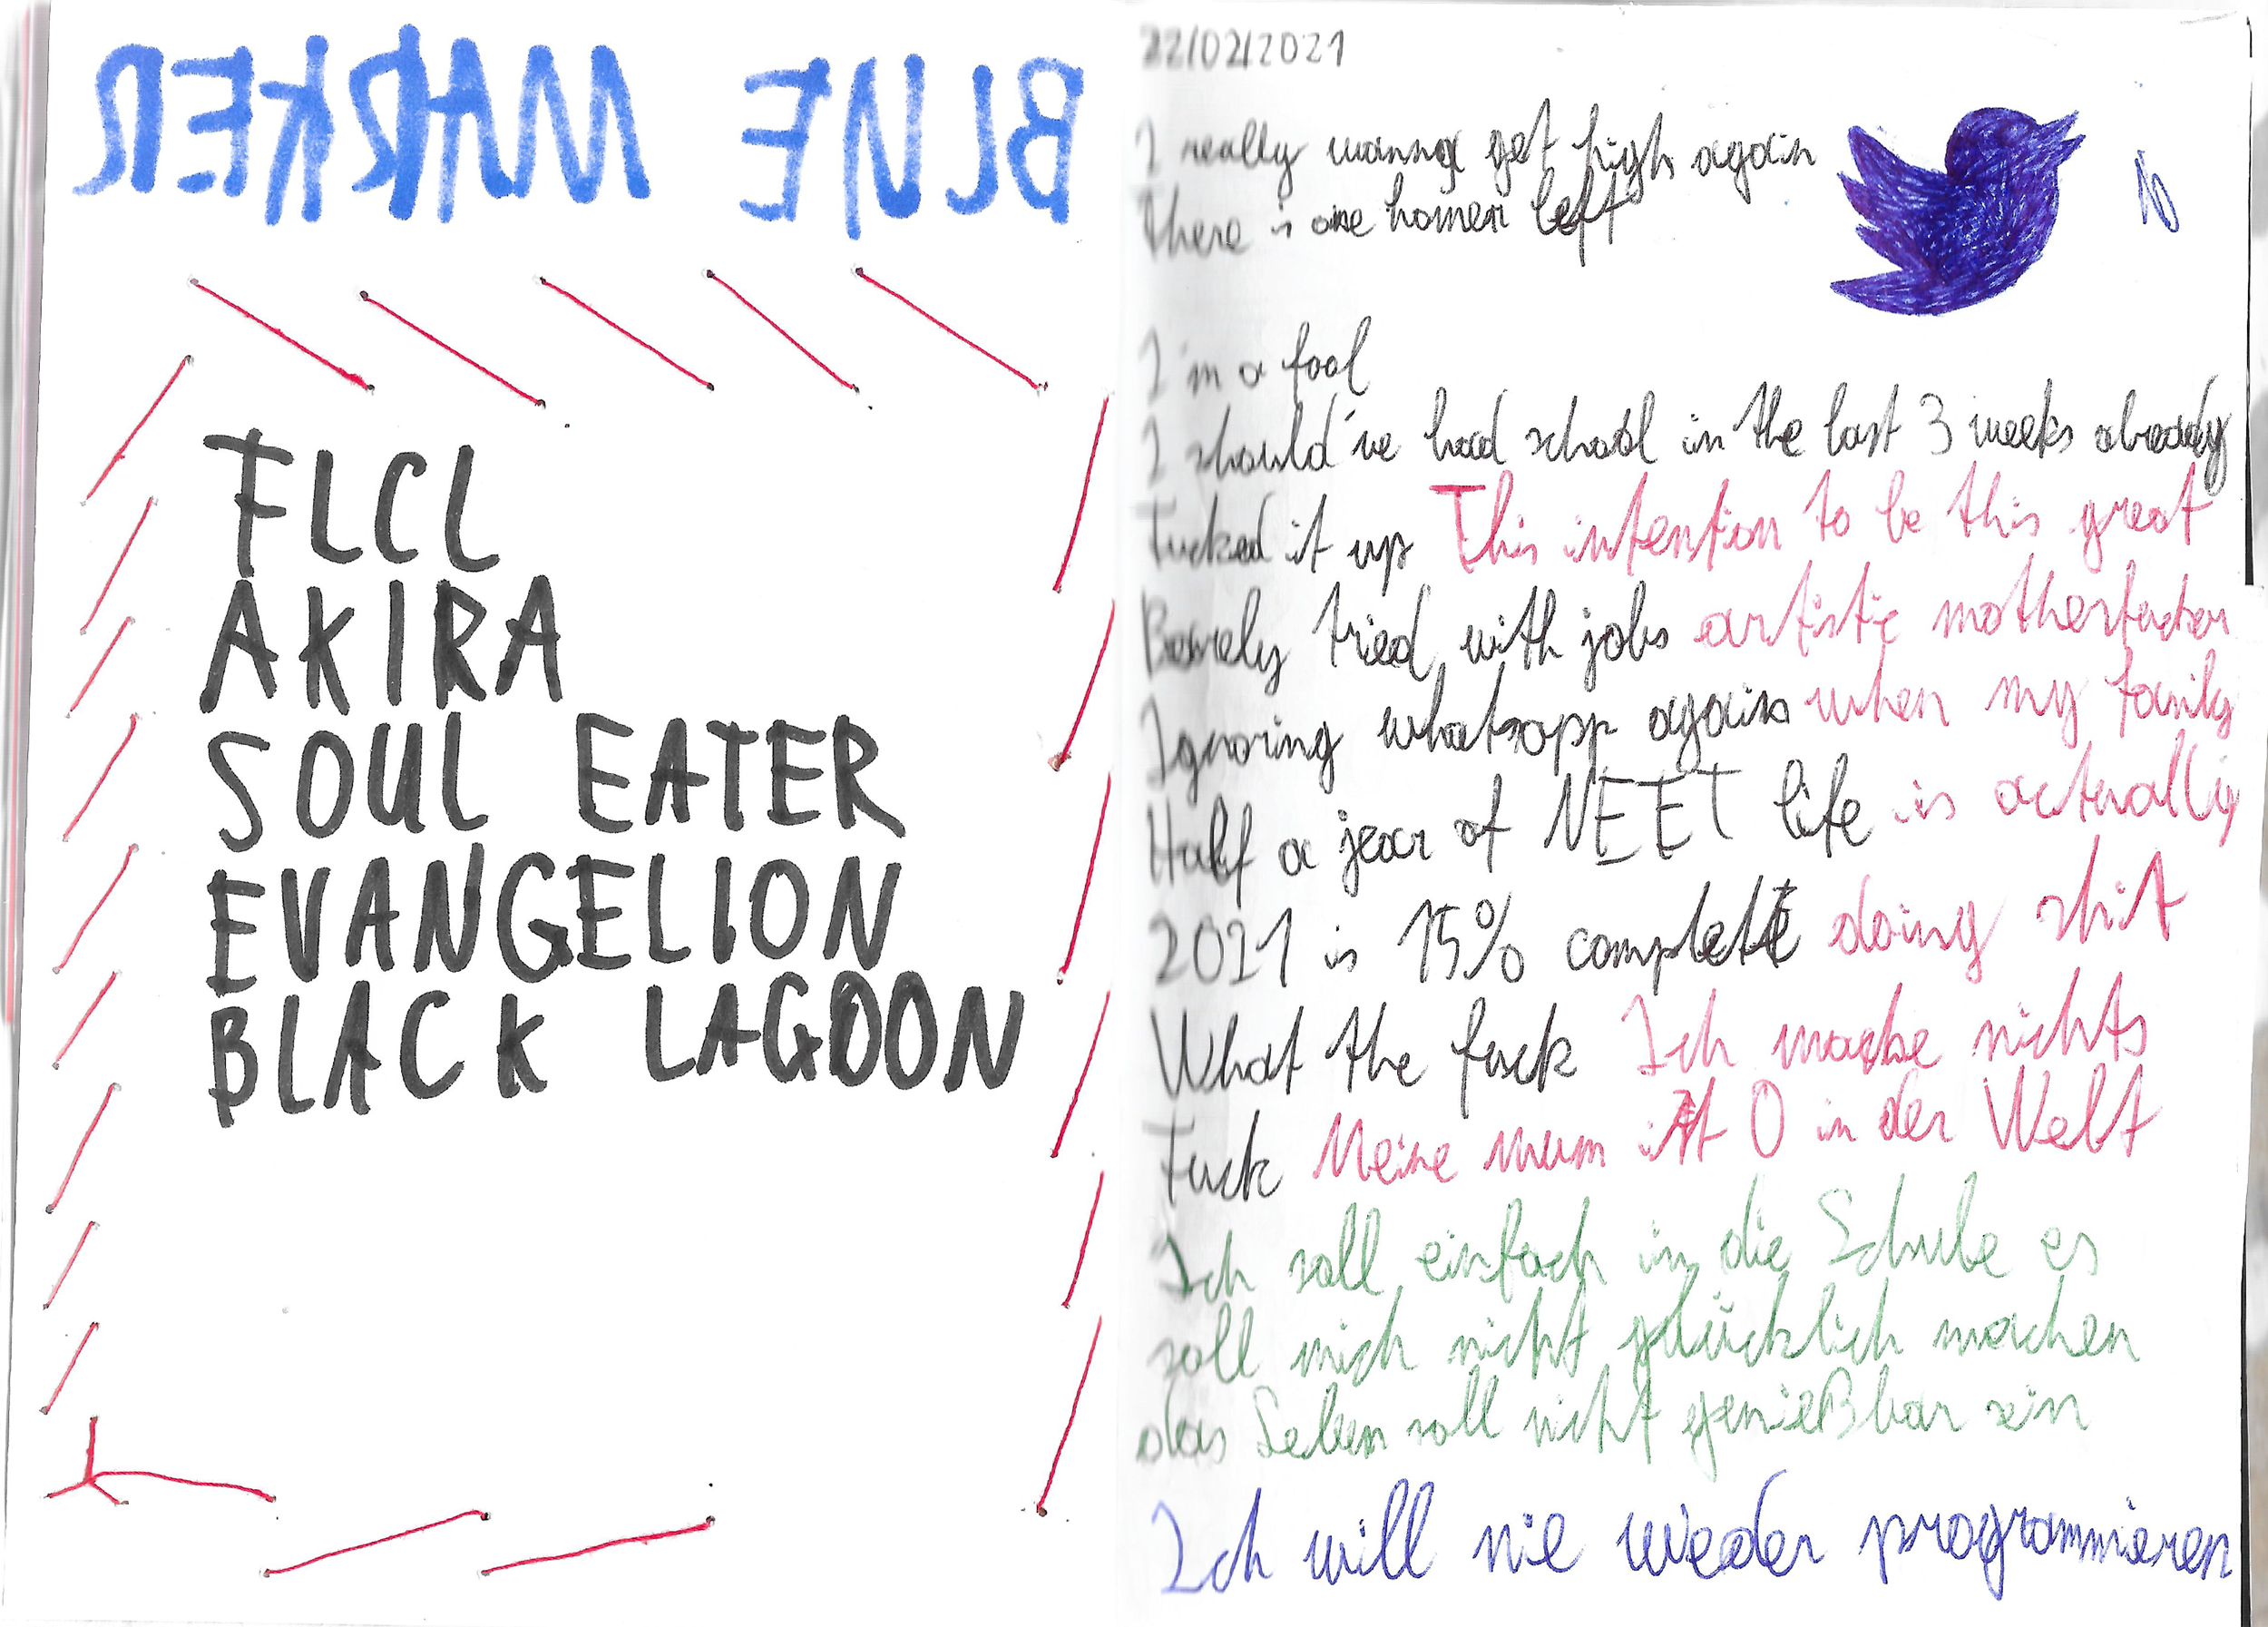 BLUE MARKER
FLCL
AKIRA
SOUL EATER
EVANGELION
BLACK LAGOON
22/02/2021
I really wanna get high again
There is one homer left
I'm a fool
I should've had school in the last 3 weeks already
Fucked it up This intention to be this great
Barely tried with jobs artistic motherfucker
Ignoring whatsapp again when my family
Half a jear of NEET life is actually
2021 is 15% complete doing shit
What the fuck Ich mache nichts
Fuck Meine mum ist 0 in der Welt
Ich soll einfach in die Schule es
soll mich nicht glücklich machen
das Leben soll nicht genießbar sein
Ich will nie wieder programmieren